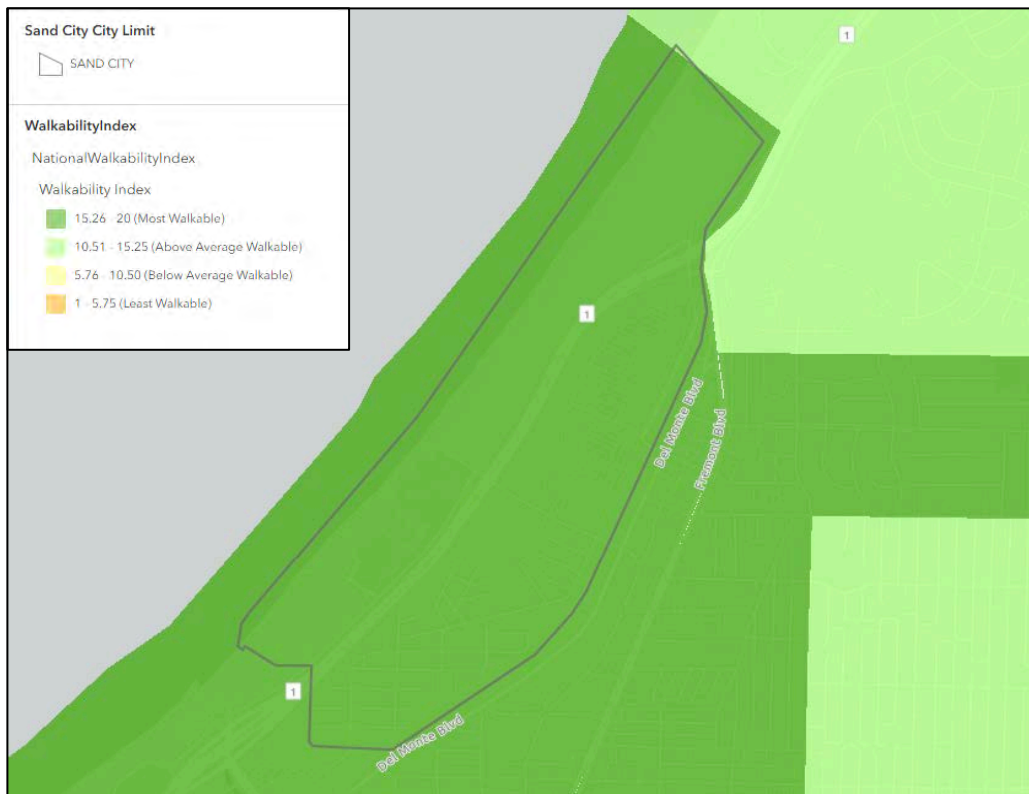 Sand City City Limit
SAND CITY
WalkabilityIndex
NationalWalkabilityIndex
Walkability Index
15.26 - 20 (Most Walkable)
10.51 - 15.25 (Above Average Walkable)
5.76 - 10.50 (Below Average Walkable)
1 - 5.75 (Least Walkable)
1
1
Del Monte Blvd
Fremont Blvd
1
Del Monte Blvd